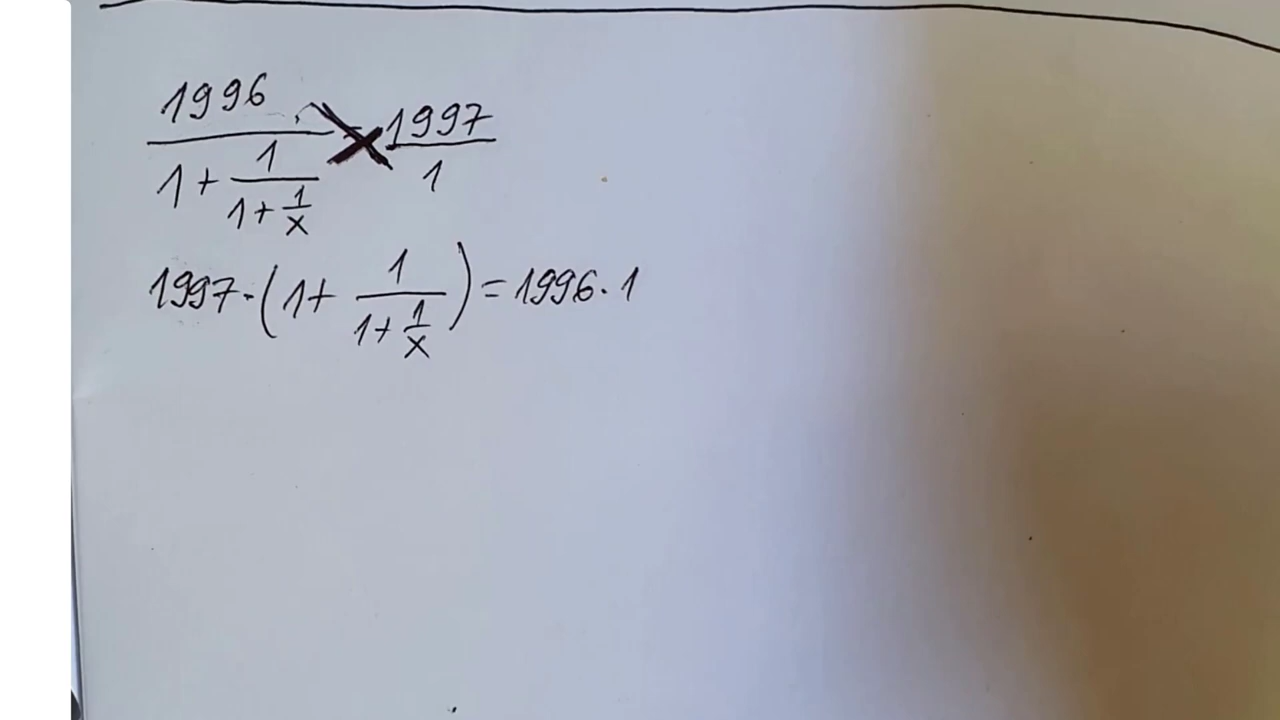 1996 / (1 + 1 / (1 + 1/x)) = 1997 / 1
1997 · (1 + 1 / (1 + 1/x)) = 1996 · 1